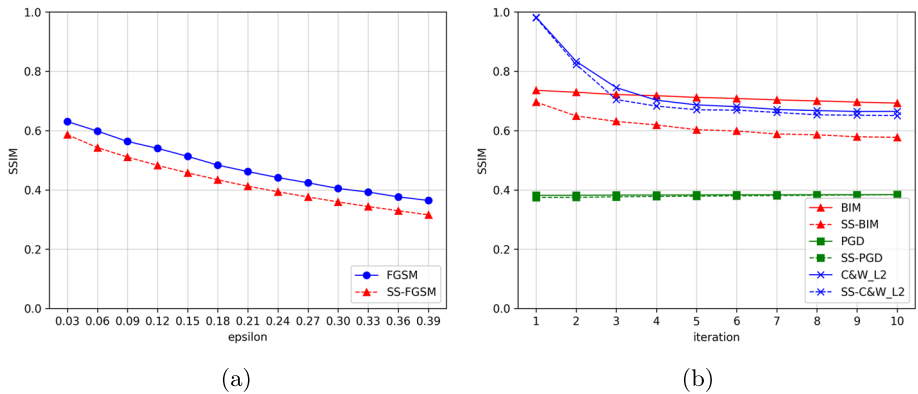 1.0
0.8
0.6
0.4
0.2
0.0
SSIM
0.03 0.06 0.09 0.12 0.15 0.18 0.21 0.24 0.27 0.30 0.33 0.36 0.39
epsilon
FGSM
SS-FGSM
(a)
1.0
0.8
0.6
0.4
0.2
0.0
SSIM
1 2 3 4 5 6 7 8 9 10
iteration
BIM
SS-BIM
PGD
SS-PGD
C&W_L2
SS-C&W_L2
(b)